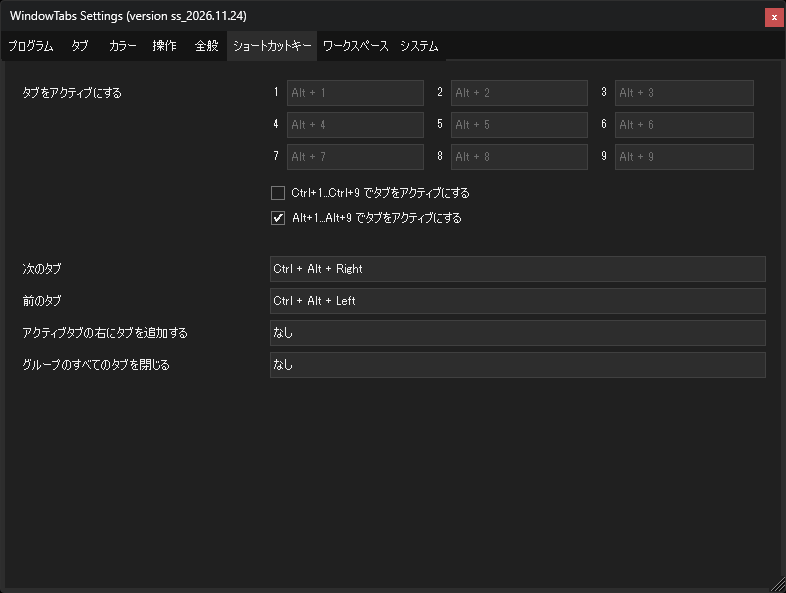 WindowTabs Settings (version ss_2026.11.24)
x
プログラム タブ カラー 操作 全般 ショートカットキー ワークスペース システム
タブをアクティブにする 1 Alt + 1 2 Alt + 2 3 Alt + 3
4 Alt + 4 5 Alt + 5 6 Alt + 6
7 Alt + 7 8 Alt + 8 9 Alt + 9
Ctrl+1...Ctrl+9 でタブをアクティブにする
Alt+1...Alt+9 でタブをアクティブにする
次のタブ Ctrl + Alt + Right
前のタブ Ctrl + Alt + Left
アクティブタブの右にタブを追加する なし
グループのすべてのタブを閉じる なし